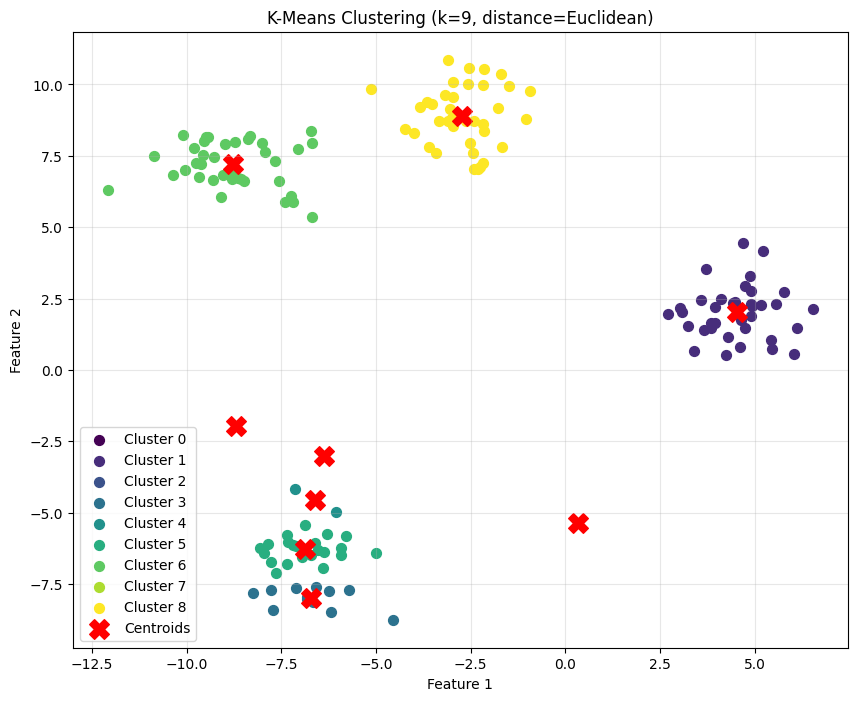 K-Means Clustering (k=9, distance=Euclidean)
10.0
7.5
5.0
2.5
0.0
−2.5
−5.0
−7.5
Feature 2
Cluster 0
Cluster 1
Cluster 2
Cluster 3
Cluster 4
Cluster 5
Cluster 6
Cluster 7
Cluster 8
Centroids
−12.5 −10.0 −7.5 −5.0 −2.5 0.0 2.5 5.0
Feature 1